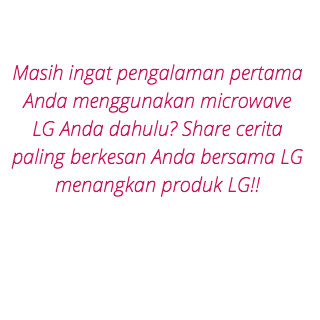 Masih ingat pengalaman pertama
Anda menggunakan microwave
LG Anda dahulu? Share cerita
paling berkesan Anda bersama LG
menangkan produk LG!!